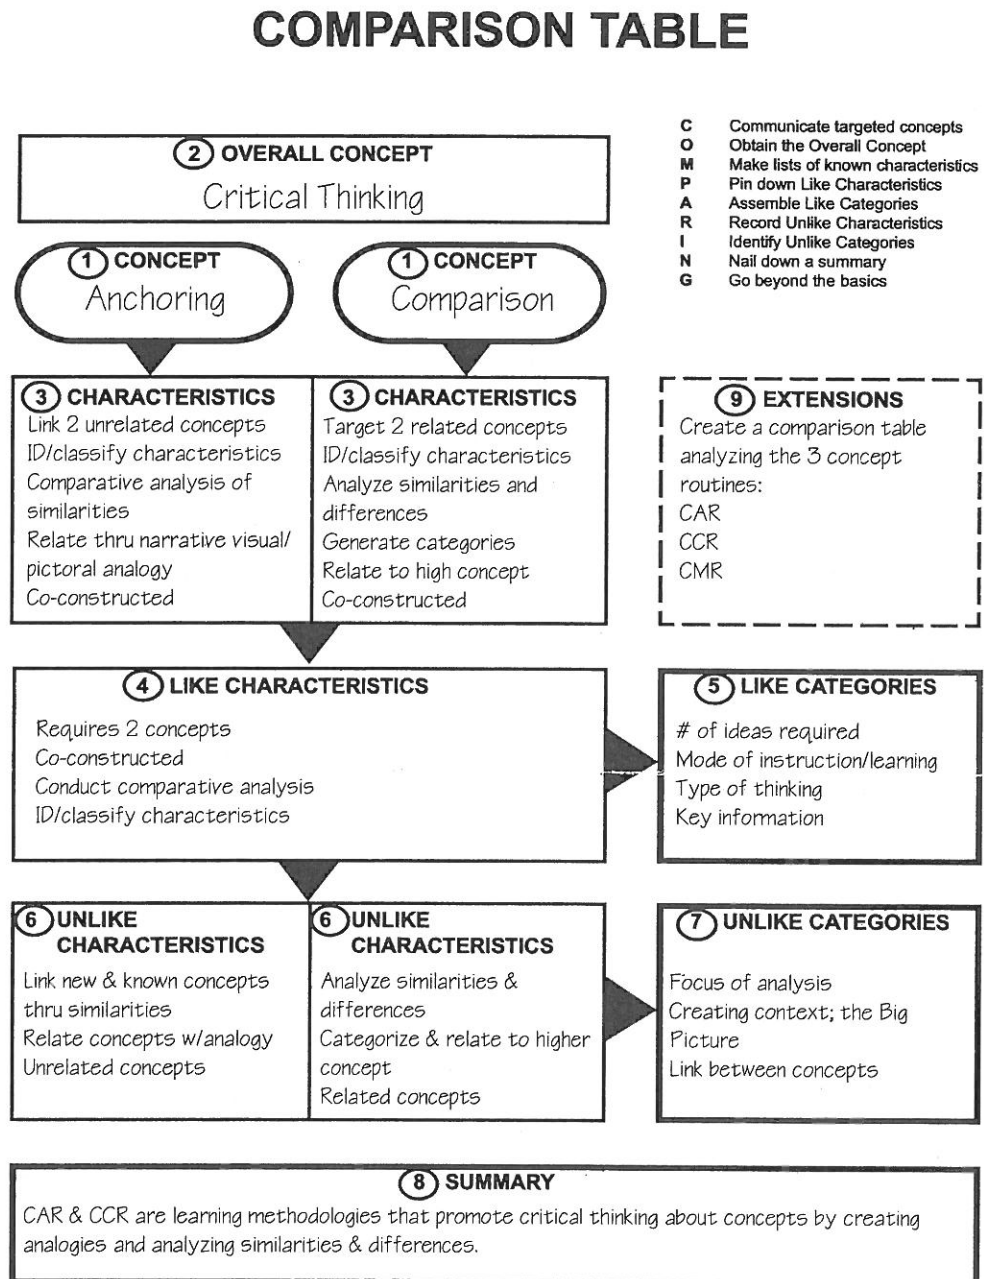 COMPARISON TABLE
2 OVERALL CONCEPT
Critical Thinking
C Communicate targeted concepts
O Obtain the Overall Concept
M Make lists of known characteristics
P Pin down Like Characteristics
A Assemble Like Categories
R Record Unlike Characteristics
I Identify Unlike Categories
N Nail down a summary
G Go beyond the basics
1 CONCEPT
Anchoring
1 CONCEPT
Comparison
3 CHARACTERISTICS
Link 2 unrelated concepts
ID/classify characteristics
Comparative analysis of
similarities
Relate thru narrative visual/
pictoral analogy
Co-constructed
3 CHARACTERISTICS
Target 2 related concepts
ID/classify characteristics
Analyze similarities and
differences
Generate categories
Relate to high concept
Co-constructed
9 EXTENSIONS
Create a comparison table
analyzing the 3 concept
routines:
CAR
CCR
CMR
4 LIKE CHARACTERISTICS
Requires 2 concepts
Co-constructed
Conduct comparative analysis
ID/classify characteristics
5 LIKE CATEGORIES
# of ideas required
Mode of instruction/learning
Type of thinking
Key information
6 UNLIKE
CHARACTERISTICS
Link new & known concepts
thru similarities
Relate concepts w/analogy
Unrelated concepts
6 UNLIKE
CHARACTERISTICS
Analyze similarities &
differences
Categorize & relate to higher
concept
Related concepts
7 UNLIKE CATEGORIES
Focus of analysis
Creating context; the Big
Picture
Link between concepts
8 SUMMARY
CAR & CCR are learning methodologies that promote critical thinking about concepts by creating
analogies and analyzing similarities & differences.